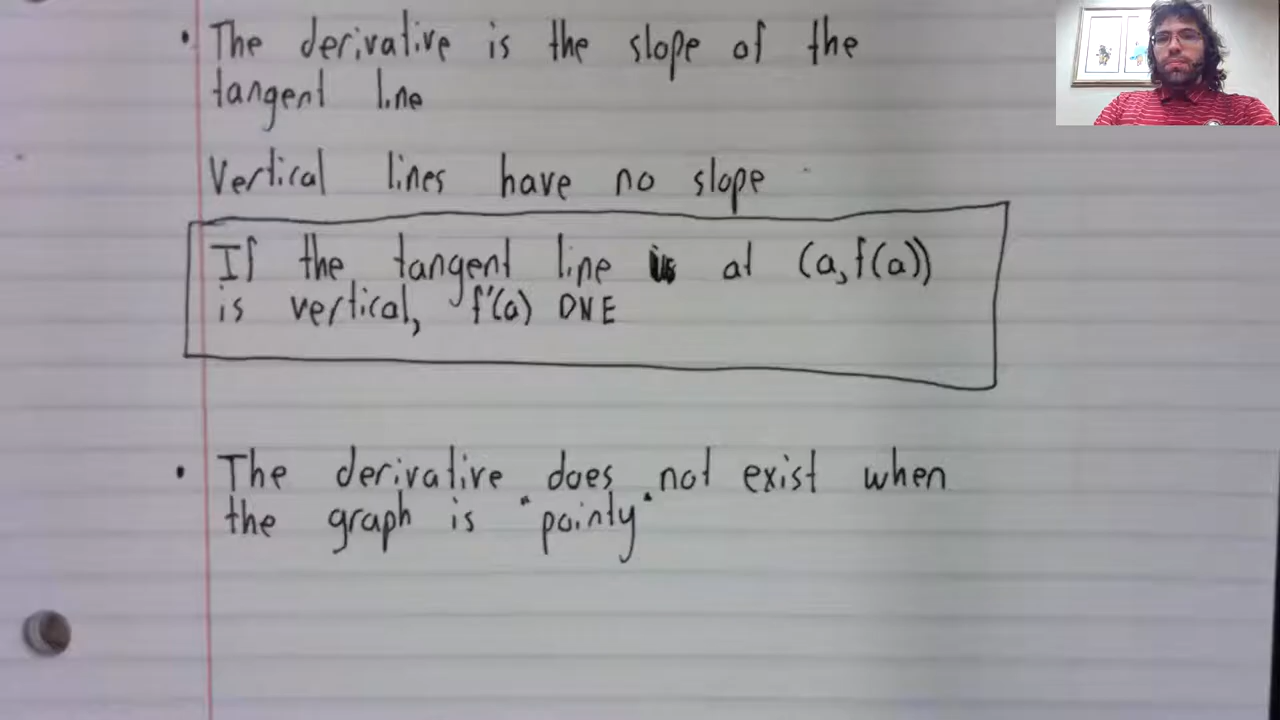 • The derivative is the slope of the
tangent line
Vertical lines have no slope
If the tangent line at (a, f(a))
is vertical, f'(a) DNE
• The derivative does not exist when
the graph is "pointy"